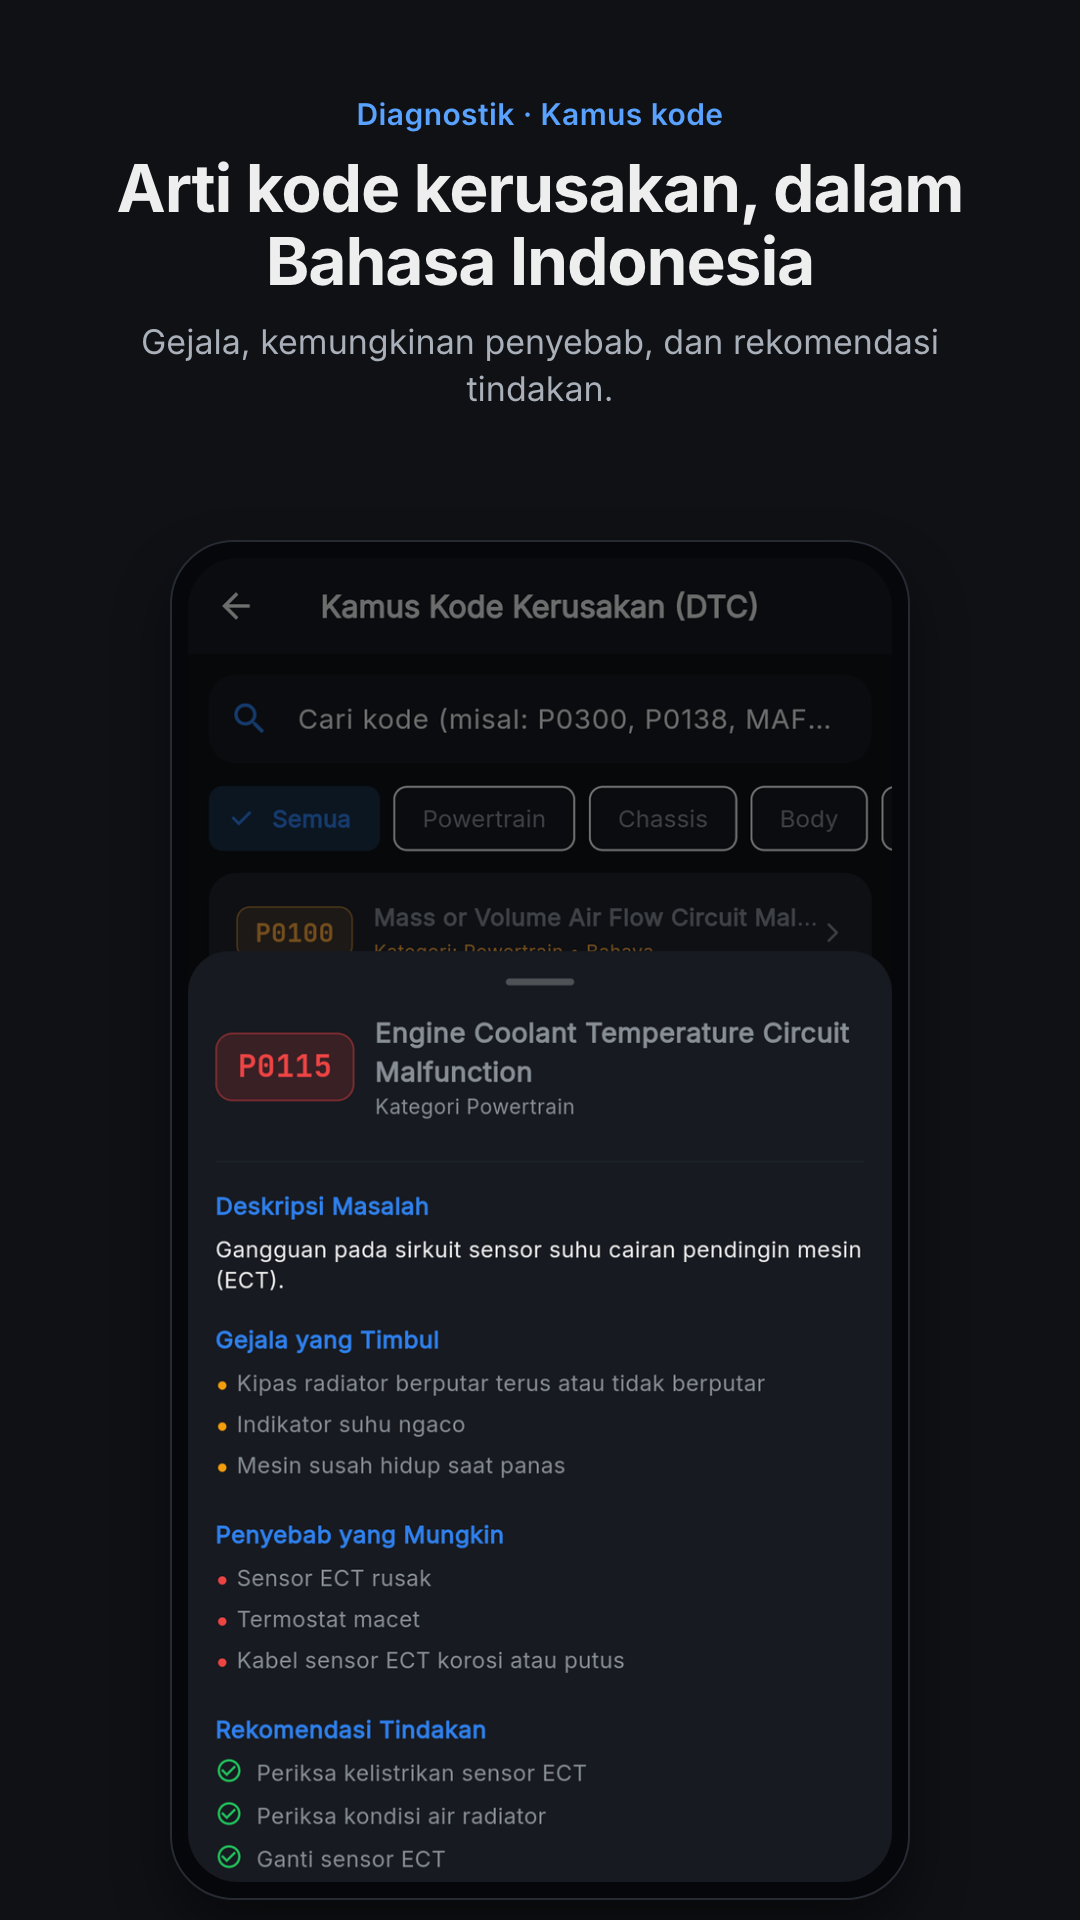 Diagnostik · Kamus kode
Arti kode kerusakan, dalam
Bahasa Indonesia
Gejala, kemungkinan penyebab, dan rekomendasi
tindakan.
Kamus Kode Kerusakan (DTC)
Cari kode (misal: P0300, P0138, MAF...
Semua
Powertrain
Chassis
Body
P0100
Mass or Volume Air Flow Circuit Mal...
Kategori: Powertrain • Bahaya
P0115
Engine Coolant Temperature Circuit
Malfunction
Kategori Powertrain
Deskripsi Masalah
Gangguan pada sirkuit sensor suhu cairan pendingin mesin
(ECT).
Gejala yang Timbul
• Kipas radiator berputar terus atau tidak berputar
• Indikator suhu ngaco
• Mesin susah hidup saat panas
Penyebab yang Mungkin
• Sensor ECT rusak
• Termostat macet
• Kabel sensor ECT korosi atau putus
Rekomendasi Tindakan
Periksa kelistrikan sensor ECT
Periksa kondisi air radiator
Ganti sensor ECT